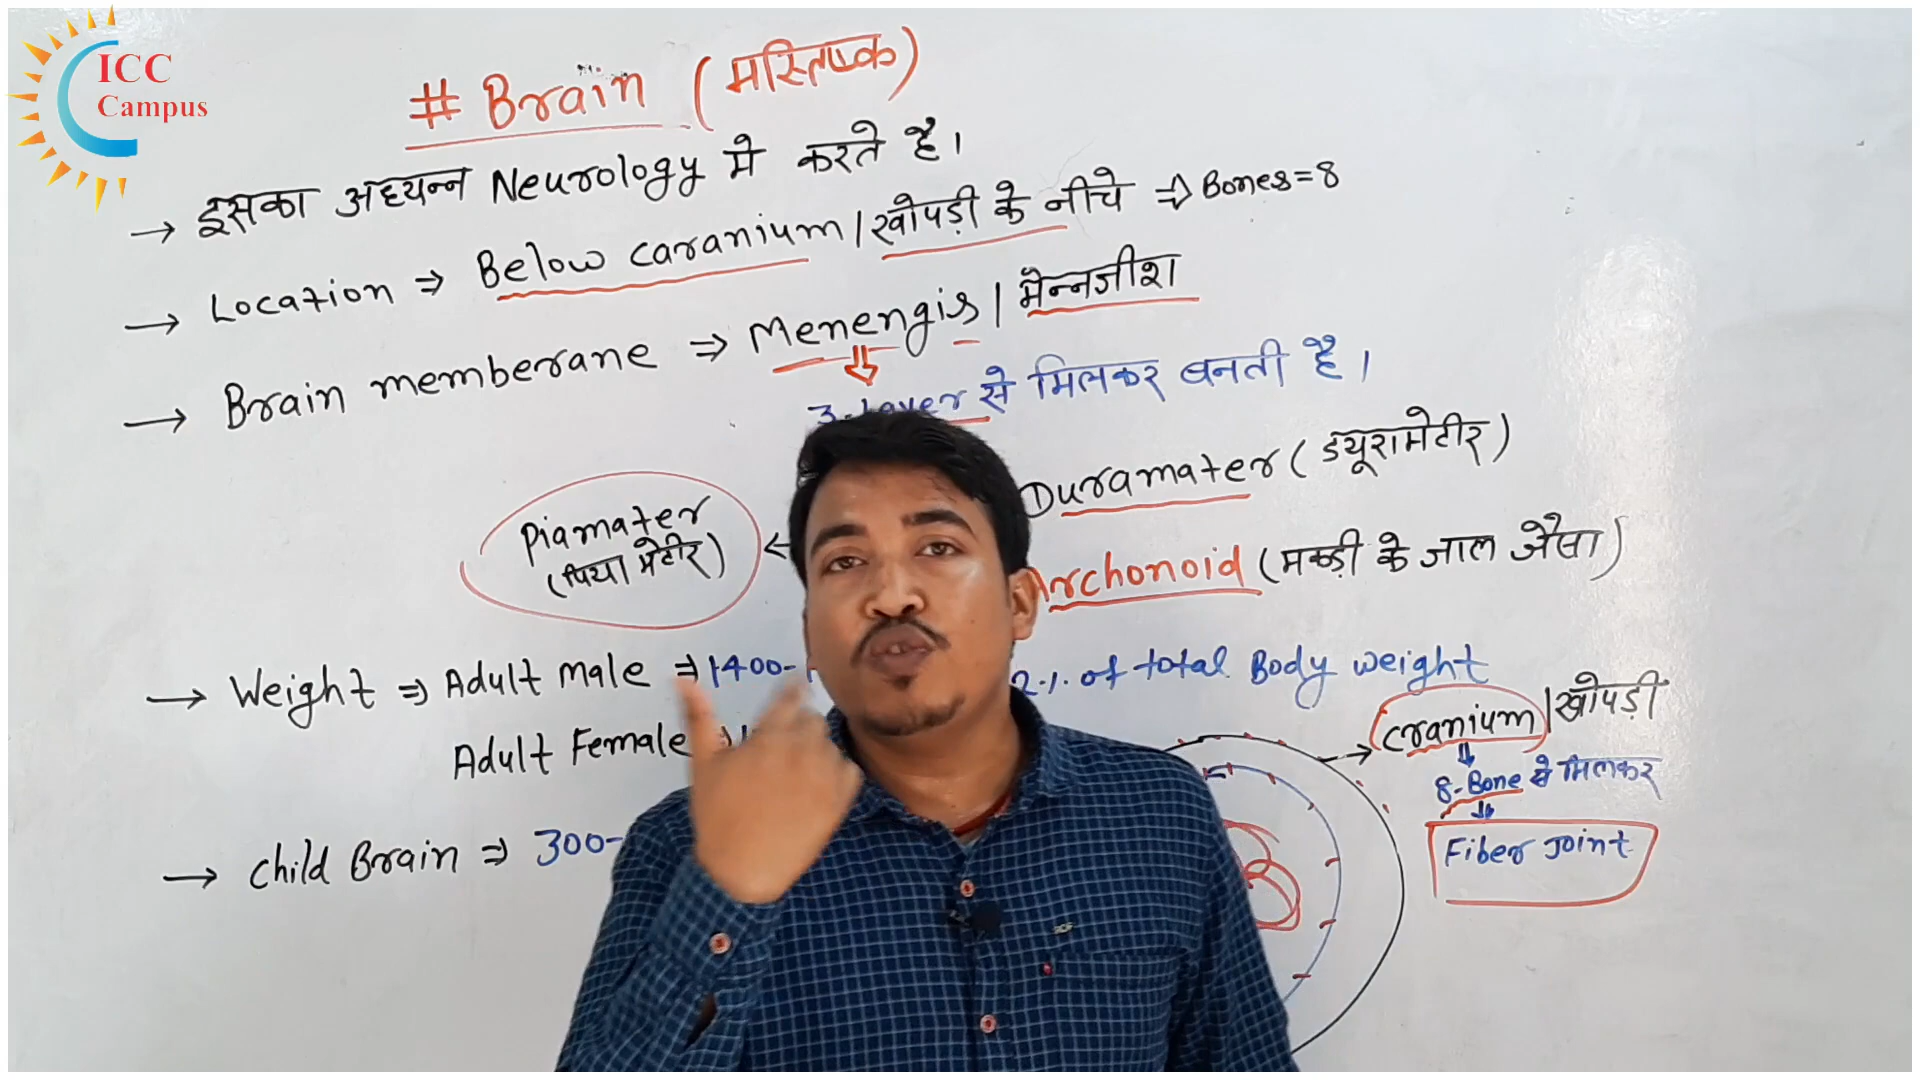 ICC
Campus
# Brain (मस्तिष्क)
→ इसका अध्यन्न Neurology मे करते है।
→ Location ⇒ Below caranium / खोपड़ी के नीचे ⇒ Bones=8
→ Brain memberane ⇒ Menengis / मैन्नजीश
3-Layer से मिलकर बनती है।
Duramater (ड्यूरामेटीर)
Piamater
(पिया मेटीर)
Archonoid (मकड़ी के जाल जैसा)
→ Weight ⇒ Adult male ⇒ 1400- 2% of total Body weight
Adult Female
cranium / खोपड़ी
8-Bone से मिलकर
Fiber Joint
→ child Brain ⇒ 300-